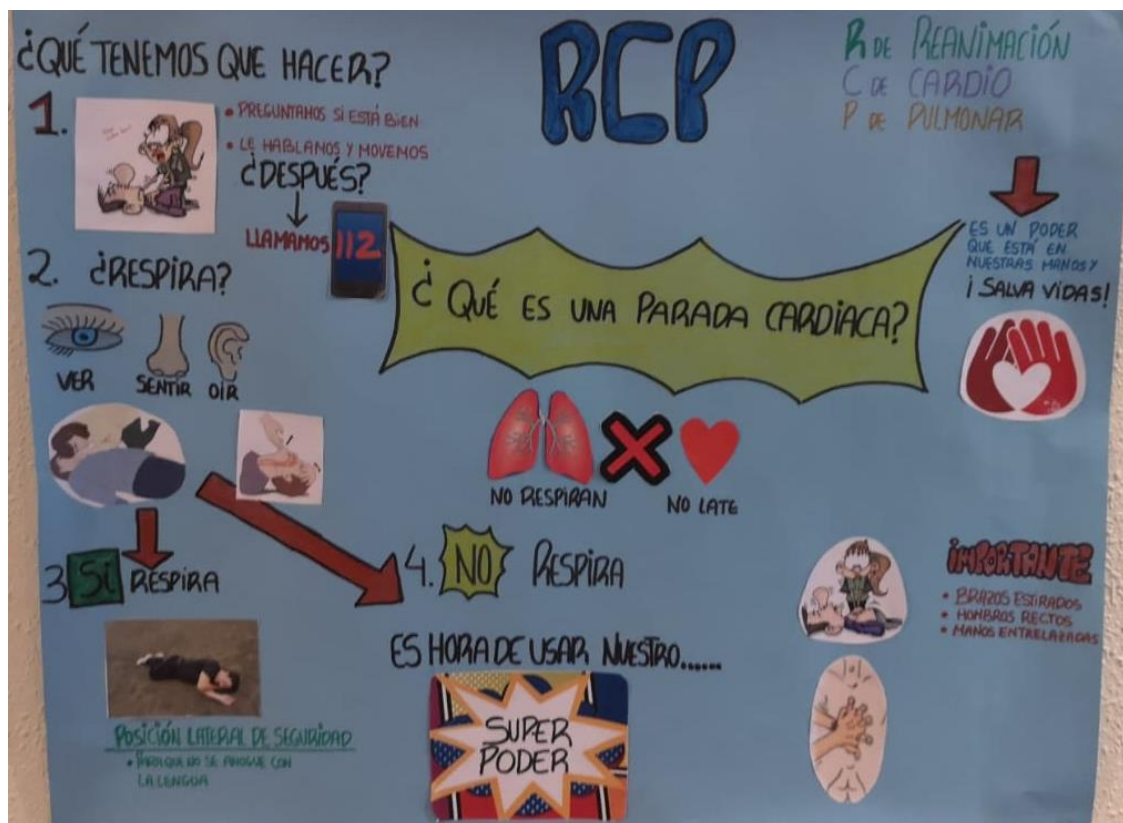 ¿QUÉ TENEMOS QUE HACER?
1.
• PREGUNTAMOS SI ESTÁ BIEN
• LE HABLAMOS Y MOVEMOS
¿DESPUÉS?
LLAMAMOS 112
2. ¿RESPIRA?
VER
SENTIR
OIR
3 SI RESPIRA
POSICIÓN LATERAL DE SEGURIDAD
• PARA QUE NO SE AHOGUE CON
LA LENGUA
RCP
R DE REANIMACIÓN
C DE CARDIO
P DE PULMONAR
ES UN PODER
QUE ESTÁ EN
NUESTRAS MANOS Y
¡SALVA VIDAS!
¿QUÉ ES UNA PARADA CARDIACA?
NO RESPIRAN
NO LATE
4. NO RESPIRA
ES HORA DE USAR NUESTRO......
SUPER
PODER
IMPORTANTE
• BRAZOS ESTIRADOS
• HOMBROS RECTOS
• MANOS ENTRELAZADAS